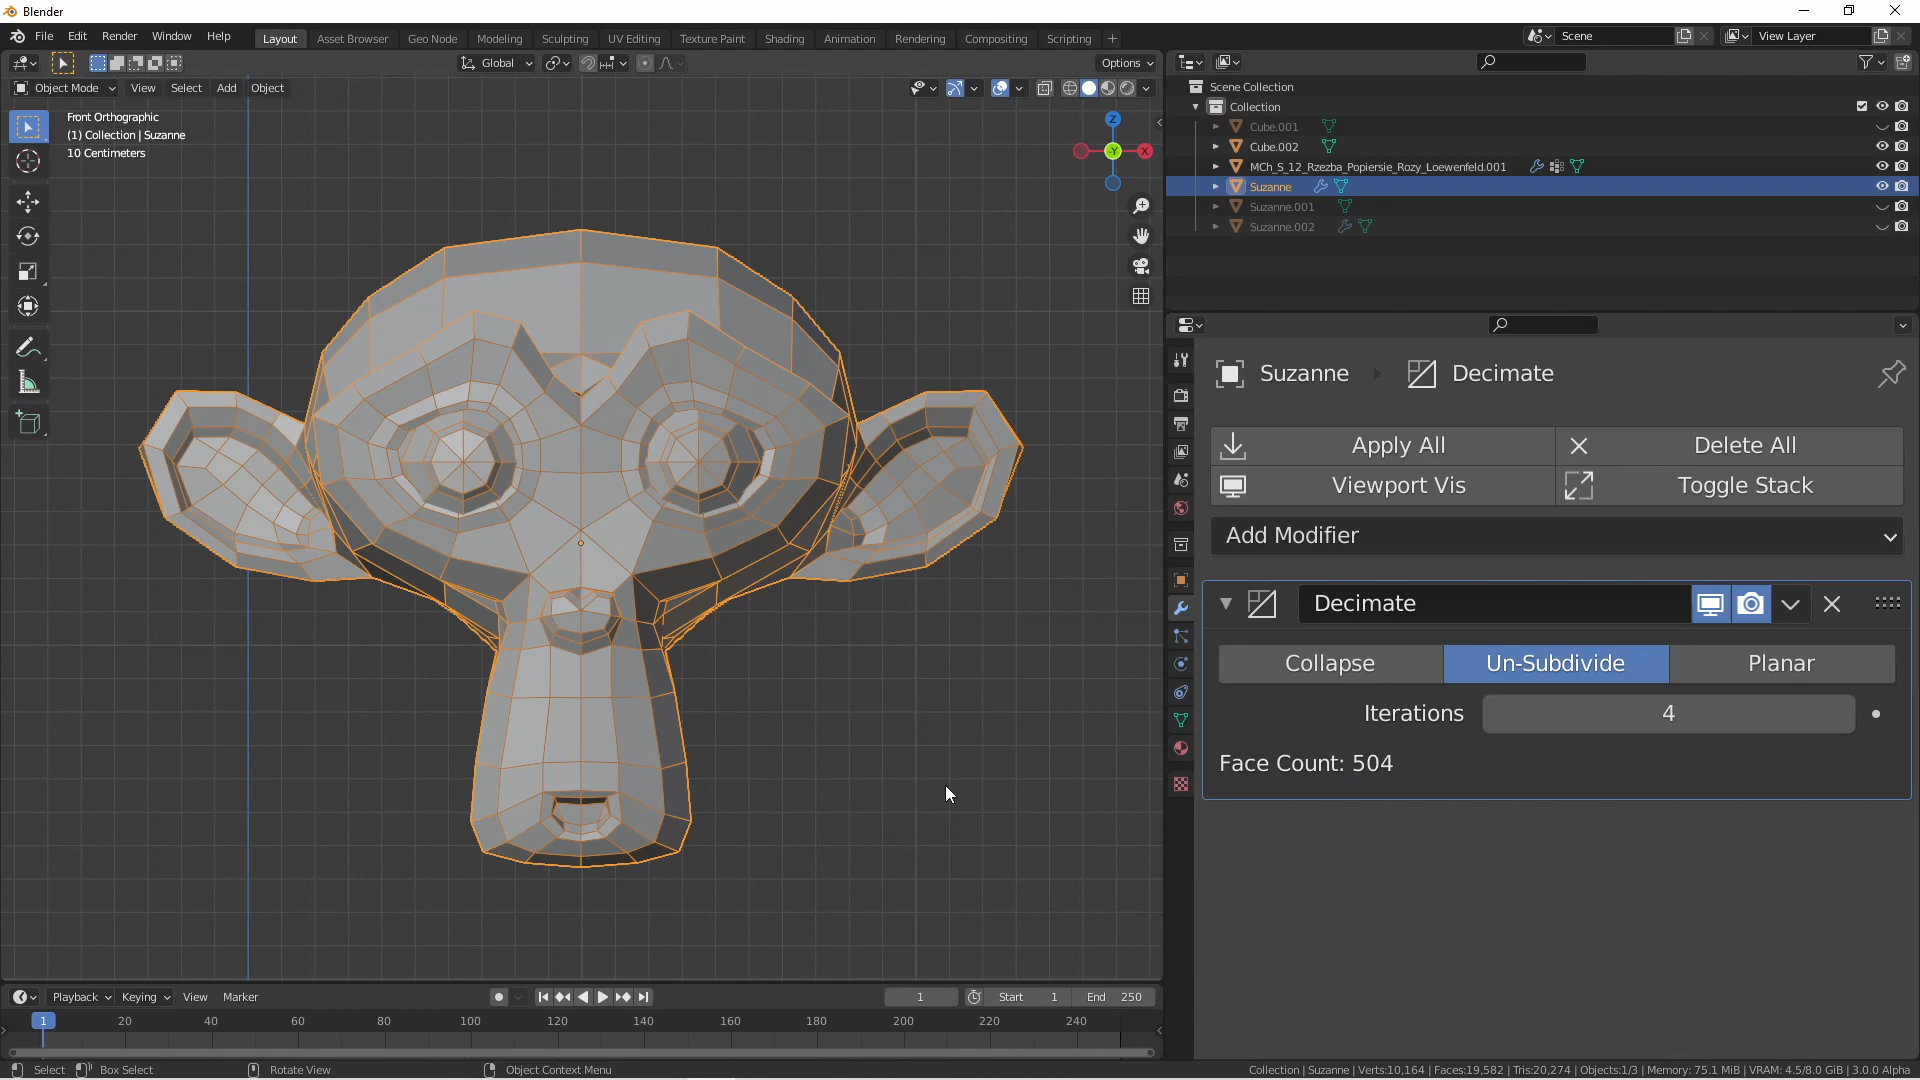 Blender
File Edit Render Window Help Layout Asset Browser Geo Node Modeling Sculpting UV Editing Texture Paint Shading Animation Rendering Compositing Scripting + Scene View Layer
Global Options
Object Mode View Select Add Object
Front Orthographic
(1) Collection | Suzanne
10 Centimeters
Z
-Y
X
Scene Collection
Collection
Cube.001
Cube.002
MCh_S_12_Rzezba_Popiersie_Rozy_Loewenfeld.001
Suzanne
Suzanne.001
Suzanne.002
Suzanne Decimate
Apply All Delete All
Viewport Vis Toggle Stack
Add Modifier
Decimate
Collapse Un-Subdivide Planar
Iterations 4
Face Count: 504
Playback Keying View Marker 1 Start 1 End 250
1 20 40 60 80 100 120 140 160 180 200 220 240
Select Box Select Rotate View Object Context Menu Collection | Suzanne | Verts:10,164 | Faces:19,582 | Tris:20,274 | Objects:1/3 | Memory: 75.1 MiB | VRAM: 4.5/8.0 GiB | 3.0.0 Alpha